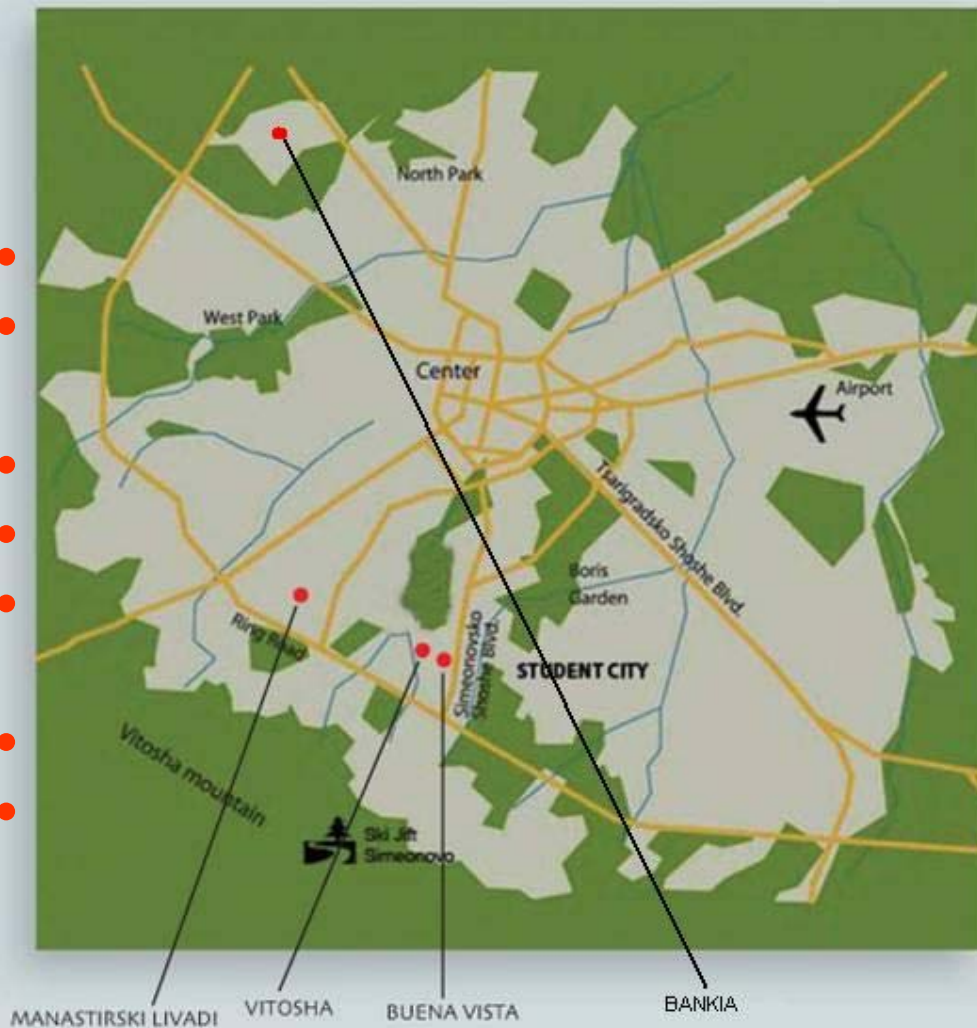 North Park
West Park
Center
Airport
Tsarigradsko Shoshe Blvd.
Boris
Garden
Ring Road
Simeonovsko
Shoshe Blvd.
STUDENT CITY
Vitosha mountain
Ski Jift
Simeonovo
MANASTIRSKI LIVADI
VITOSHA
BUENA VISTA
BANKIA